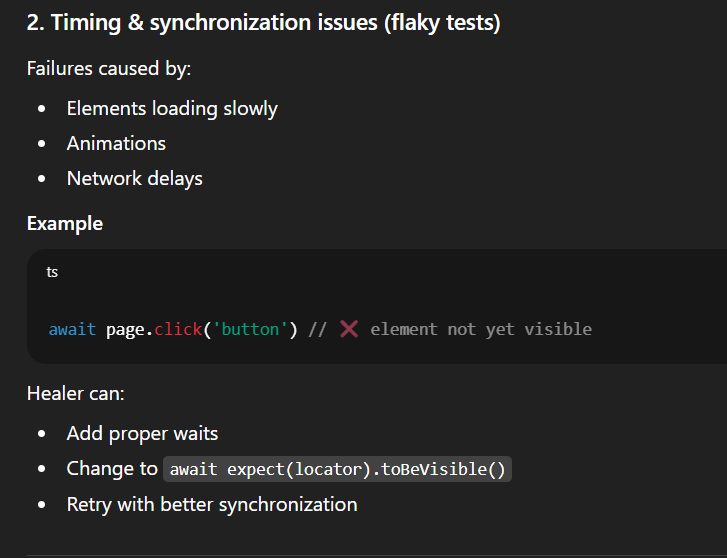 2. Timing & synchronization issues (flaky tests)
Failures caused by:
• Elements loading slowly
• Animations
• Network delays
Example
ts
await page.click('button') // ❌ element not yet visible
Healer can:
• Add proper waits
• Change to await expect(locator).toBeVisible()
• Retry with better synchronization